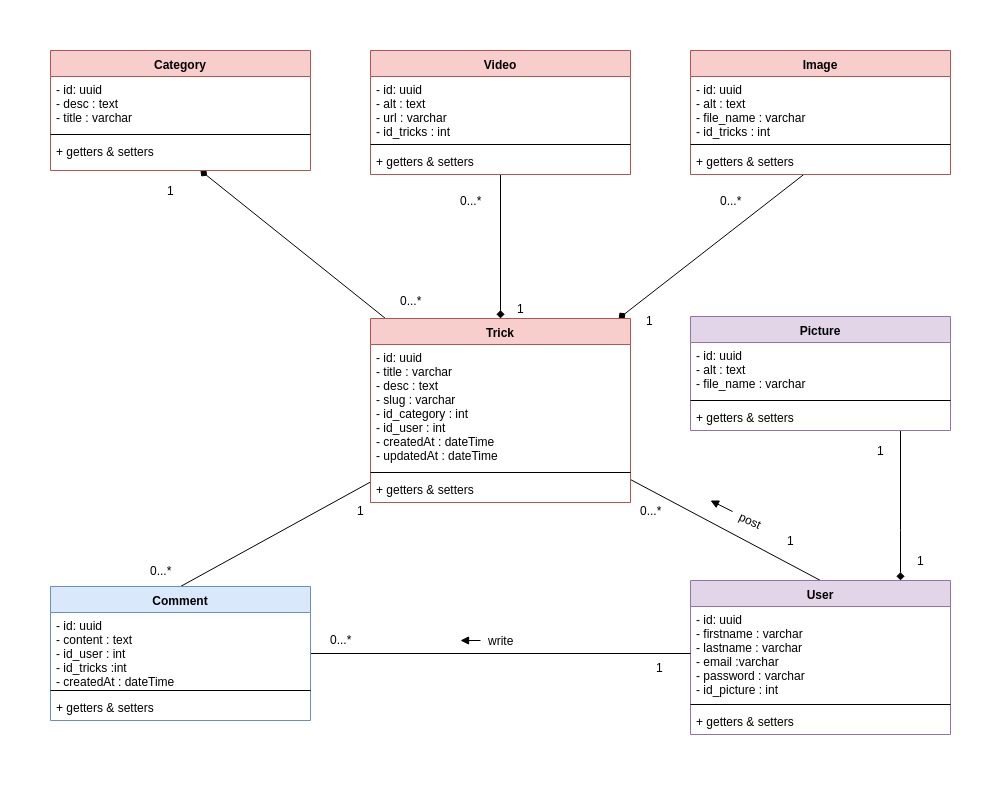 Category
- id: uuid
- desc : text
- title : varchar
+ getters & setters
Video
- id: uuid
- alt : text
- url : varchar
- id_tricks : int
+ getters & setters
Image
- id: uuid
- alt : text
- file_name : varchar
- id_tricks : int
+ getters & setters
1
0...*
0...*
0...*
1
1
Trick
- id: uuid
- title : varchar
- desc : text
- slug : varchar
- id_category : int
- id_user : int
- createdAt : dateTime
- updatedAt : dateTime
+ getters & setters
Picture
- id: uuid
- alt : text
- file_name : varchar
+ getters & setters
1
1
0...*
post
1
1
0...*
Comment
- id: uuid
- content : text
- id_user : int
- id_tricks :int
- createdAt : dateTime
+ getters & setters
0...*
write
1
User
- id: uuid
- firstname : varchar
- lastname : varchar
- email :varchar
- password : varchar
- id_picture : int
+ getters & setters